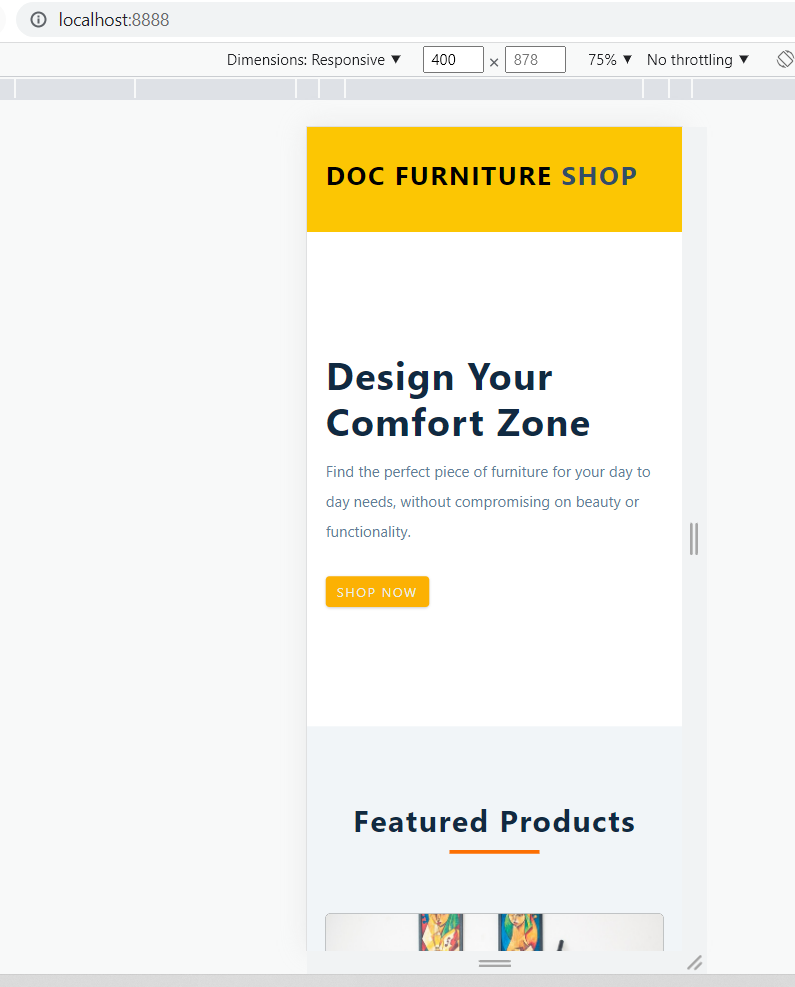 localhost:8888
Dimensions: Responsive ▼ 400 × 878 75% ▼ No throttling ▼
DOC FURNITURE SHOP
Design Your
Comfort Zone
Find the perfect piece of furniture for your day to
day needs, without compromising on beauty or
functionality.
SHOP NOW
Featured Products